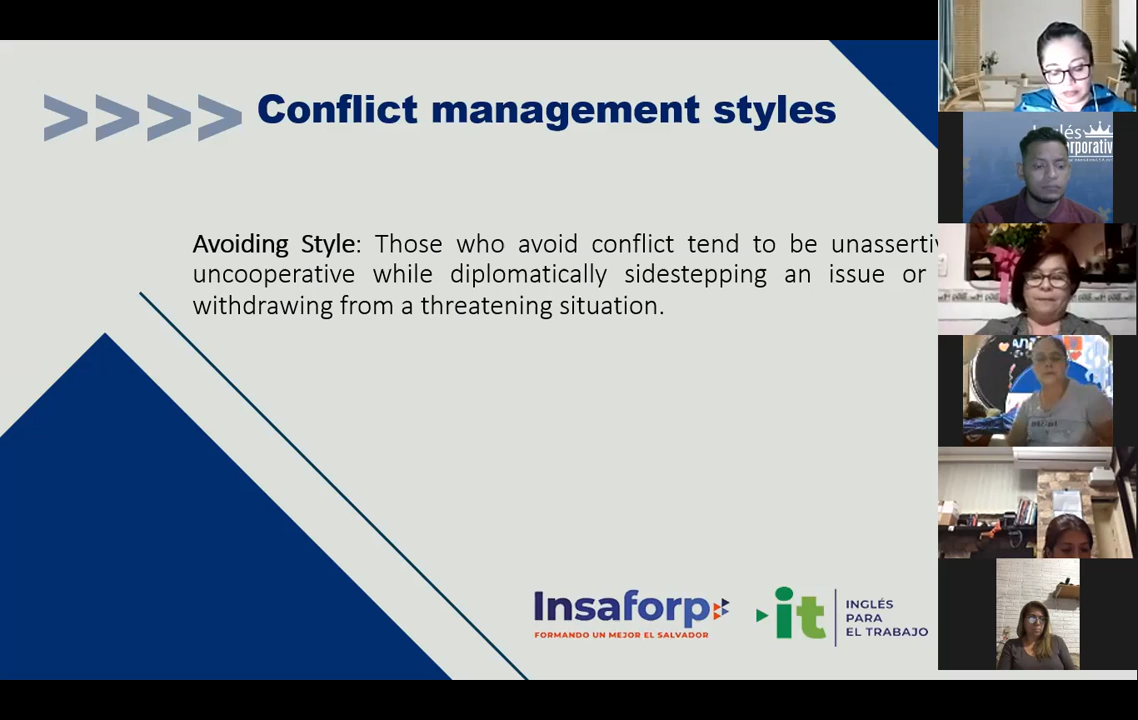 >>>> Conflict management styles
Avoiding Style: Those who avoid conflict tend to be unassertiv
uncooperative while diplomatically sidestepping an issue or
withdrawing from a threatening situation.
Insaforp
FORMANDO UN MEJOR EL SALVADOR
it
INGLÉS
PARA
EL TRABAJO